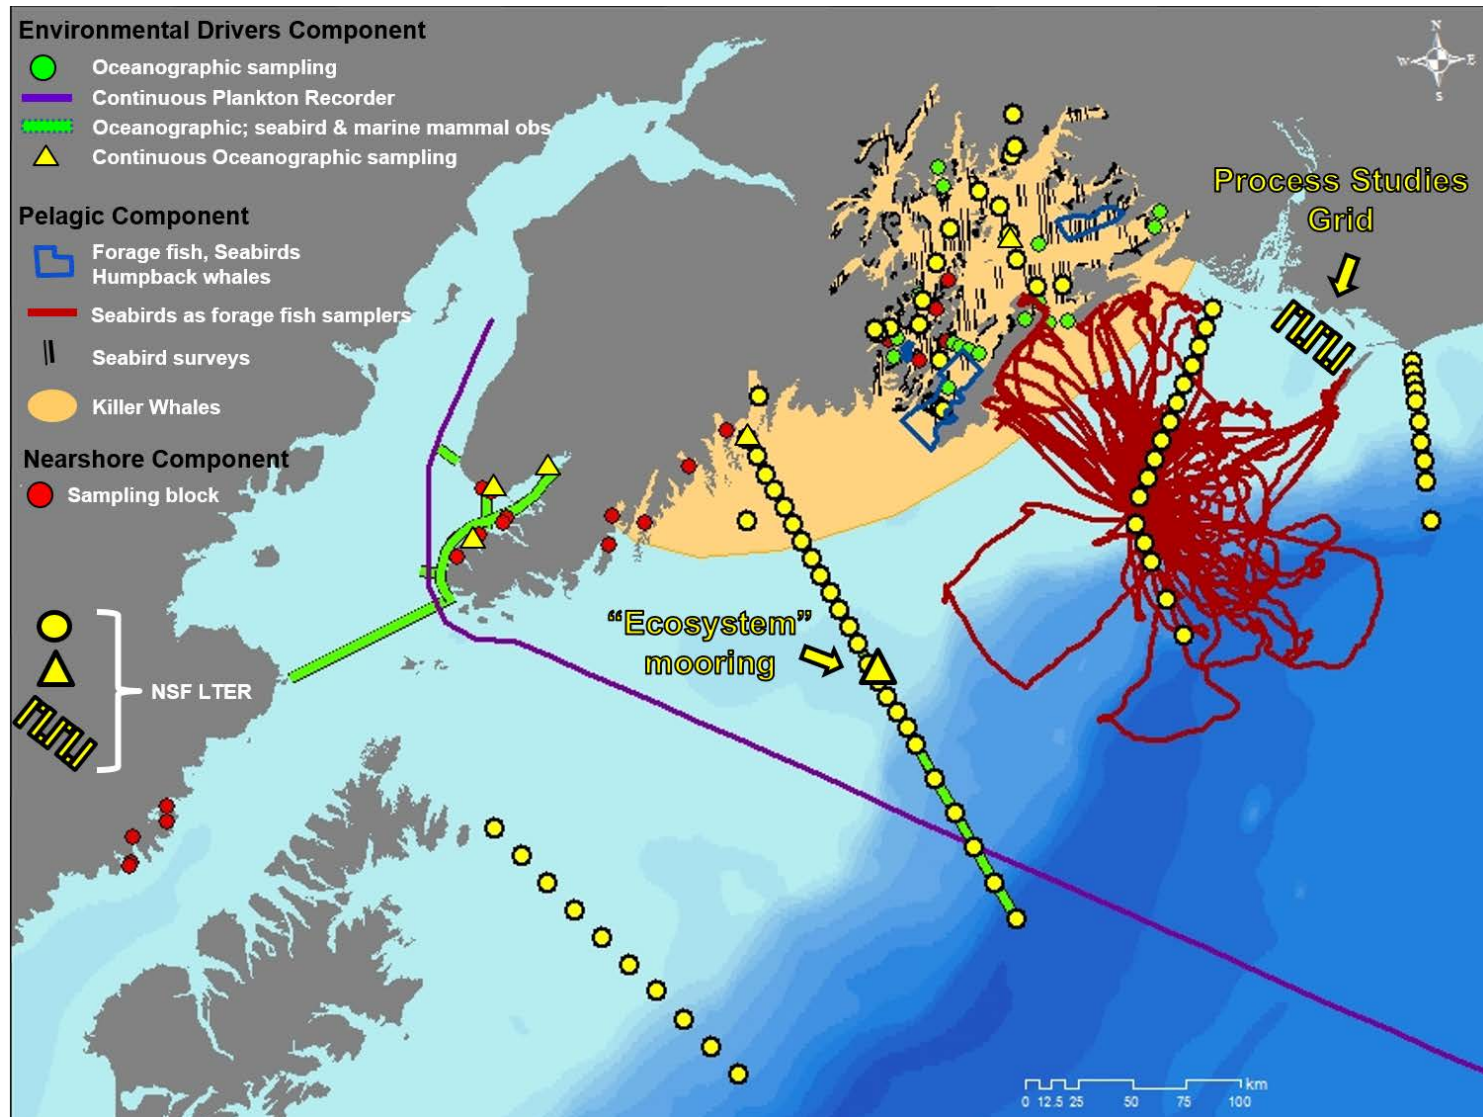 Environmental Drivers Component
Oceanographic sampling
Continuous Plankton Recorder
Oceanographic; seabird & marine mammal obs
Continuous Oceanographic sampling
Pelagic Component
Forage fish, Seabirds
Humpback whales
Seabirds as forage fish samplers
Seabird surveys
Killer Whales
Nearshore Component
Sampling block
NSF LTER
N
W E
S
Process Studies
Grid
“Ecosystem”
mooring
km
0 12.5 25 50 75 100